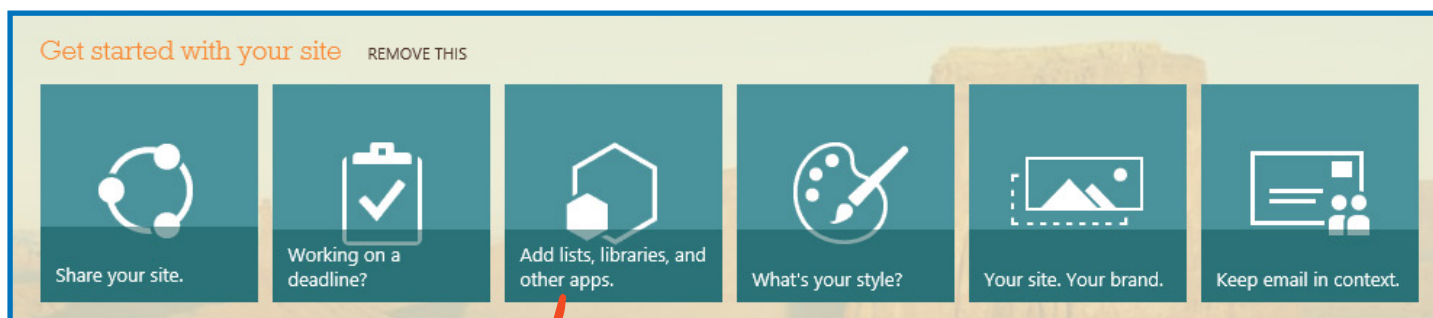 Get started with your site REMOVE THIS
Share your site.
Working on a
deadline?
Add lists, libraries, and
other apps.
What's your style?
Your site. Your brand.
Keep email in context.